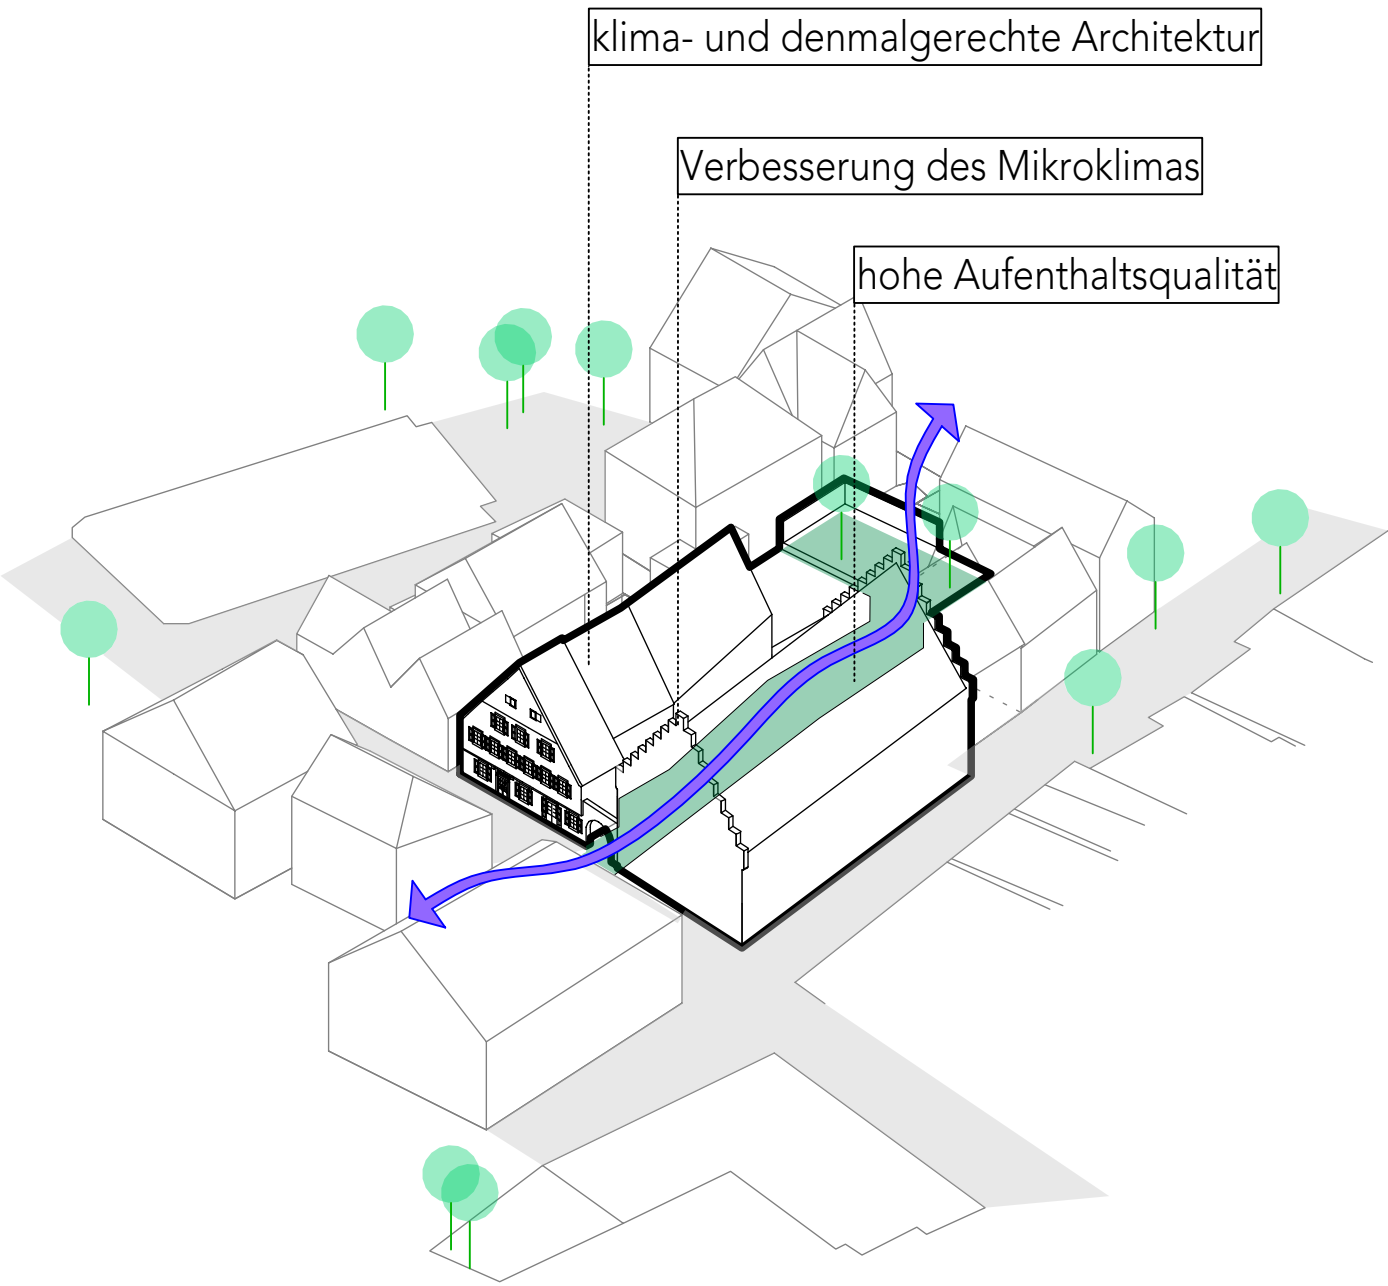 klima- und denmalgerechte Architektur
Verbesserung des Mikroklimas
hohe Aufenthaltsqualität